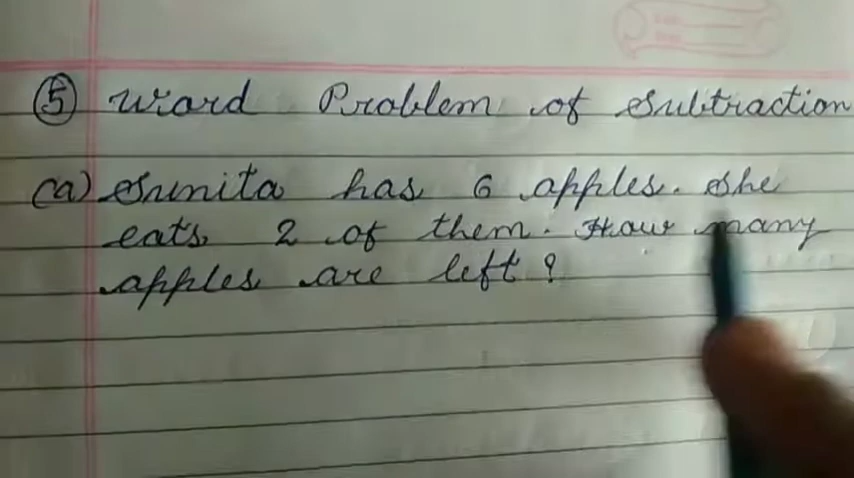 ⑤ Word Problem of Subtraction
(a) Sunita has 6 apples. She
eats 2 of them. How many
apples are left?